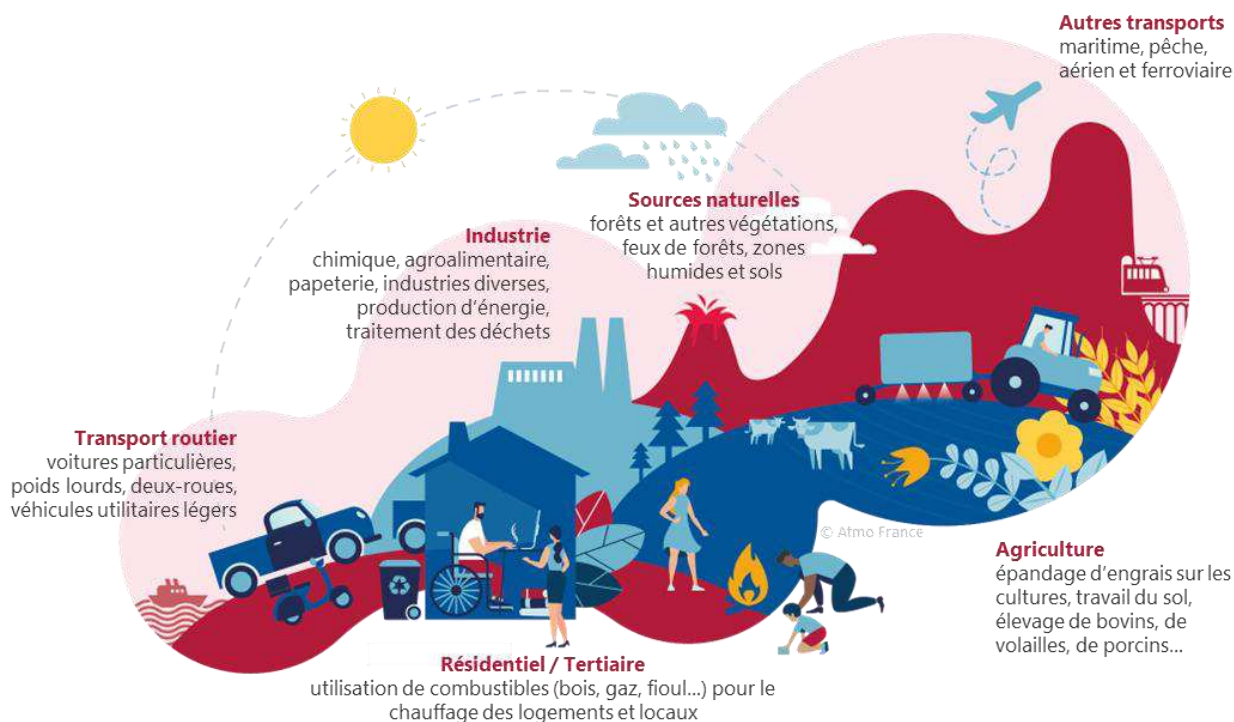 Autres transports
maritime, pêche,
aérien et ferroviaire
Sources naturelles
forêts et autres végétations,
feux de forêts, zones
humides et sols
Industrie
chimique, agroalimentaire,
papeterie, industries diverses,
production d’énergie,
traitement des déchets
Transport routier
voitures particulières,
poids lourds, deux-roues,
véhicules utilitaires légers
© Atmo France
Agriculture
épandage d’engrais sur les
cultures, travail du sol,
élevage de bovins, de
volailles, de porcins...
Résidentiel / Tertiaire
utilisation de combustibles (bois, gaz, fioul...) pour le
chauffage des logements et locaux